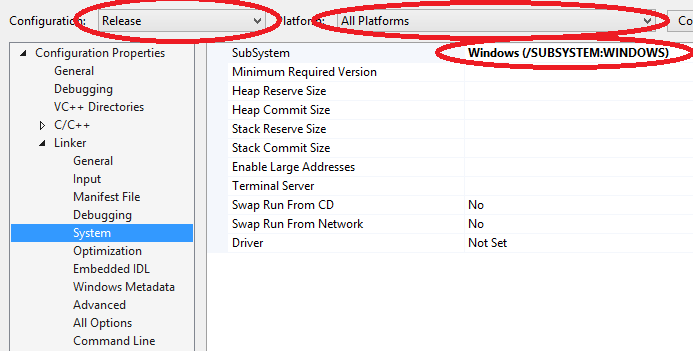 Configuration: Release Platform: All Platforms Co
Configuration Properties
General
Debugging
VC++ Directories
C/C++
Linker
General
Input
Manifest File
Debugging
System
Optimization
Embedded IDL
Windows Metadata
Advanced
All Options
Command Line
SubSystem Windows (/SUBSYSTEM:WINDOWS)
Minimum Required Version
Heap Reserve Size
Heap Commit Size
Stack Reserve Size
Stack Commit Size
Enable Large Addresses
Terminal Server
Swap Run From CD No
Swap Run From Network No
Driver Not Set